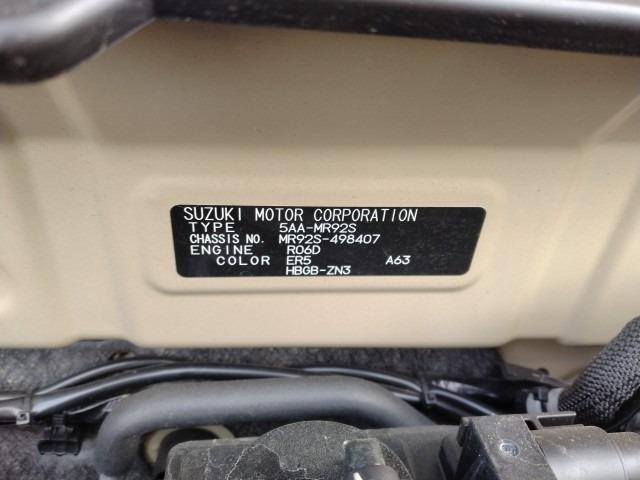 SUZUKI MOTOR CORPORATION
TYPE 5AA-MR92S
CHASSIS NO. MR92S-498407
ENGINE R06D
COLOR ER5 A63
HBGB-ZN3